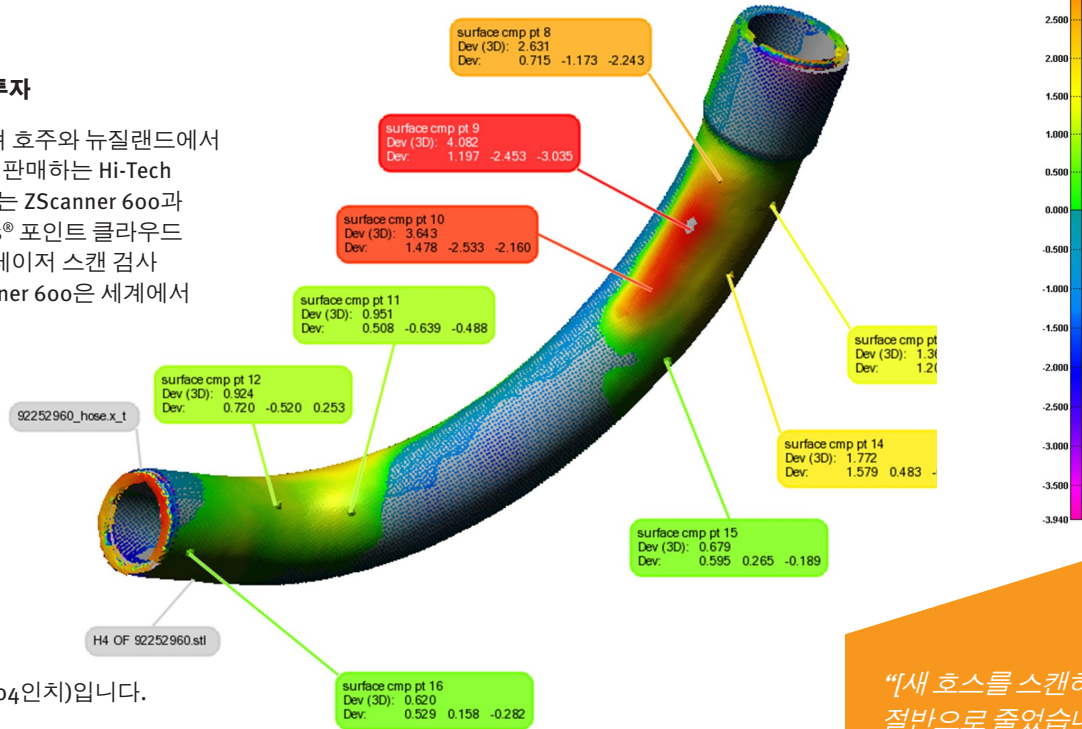 투자
호주와 뉴질랜드에서
판매하는 Hi-Tech
는 ZScanner 600과
® 포인트 클라우드
레이저 스캔 검사
ner 600은 세계에서
04인치)입니다.
surface cmp pt 8
Dev (3D): 2.631
Dev: 0.715 -1.173 -2.243
surface cmp pt 9
Dev (3D): 4.082
Dev: 1.197 -2.453 -3.035
surface cmp pt 10
Dev (3D): 3.643
Dev: 1.478 -2.533 -2.160
surface cmp pt 11
Dev (3D): 0.951
Dev: 0.508 -0.639 -0.488
surface cmp pt 12
Dev (3D): 0.924
Dev: 0.720 -0.520 0.253
92252960_hose.x_t
H4 OF 92252960.stl
surface cmp pt
Dev (3D): 1.36
Dev: 1.20
surface cmp pt 14
Dev (3D): 1.772
Dev: 1.579 0.483
surface cmp pt 15
Dev (3D): 0.679
Dev: 0.595 0.265 -0.189
surface cmp pt 16
Dev (3D): 0.620
Dev: 0.529 0.158 -0.282
2.500
2.000
1.500
1.000
0.500
0.000
-0.500
-1.000
-1.500
-2.000
-2.500
-3.000
-3.500
-3.940
“[새 호스를 스캔하
절반으로 줄었습니